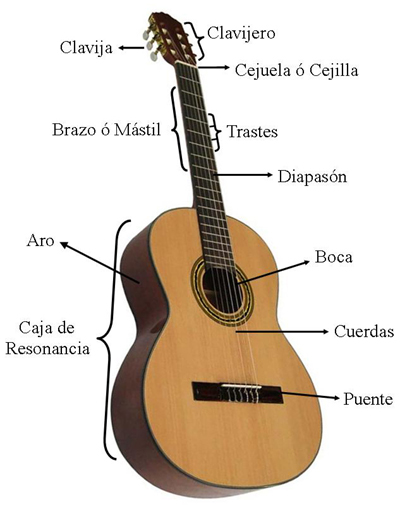 Clavijero
Clavija
Cejuela ó Cejilla
Brazo ó Mástil
Trastes
Diapasón
Aro
Boca
Caja de
Resonancia
Cuerdas
Puente